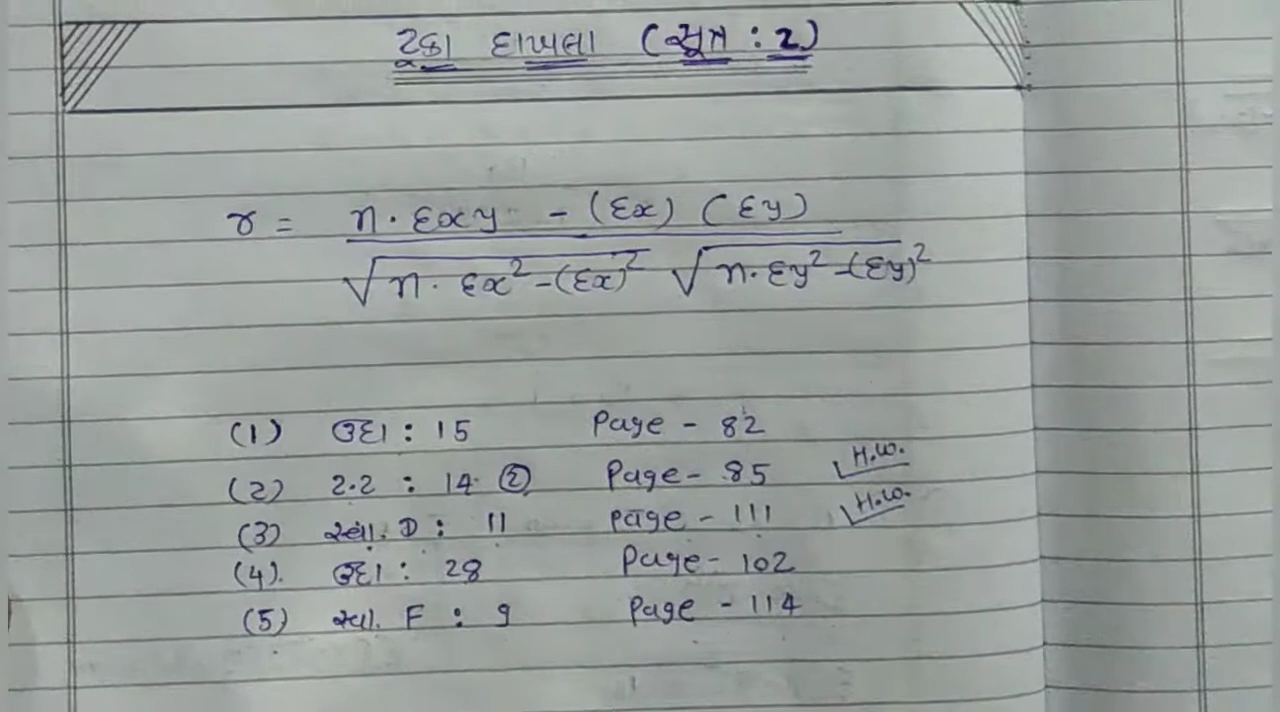 ટુંકા દાખલા (સૂત્ર : 2)
r = n · Σxy - (Σx) (Σy)
√n · Σx² - (Σx)² √n · Σy² - (Σy)²
(1) ઉદા : 15 Page - 82
(2) 2.2 : 14 ② Page - 85 H.W.
(3) સ્વા. D : 11 page - 111 H.W.
(4). ઉદા : 28 Page - 102
(5) સ્વા. F : 9 Page - 114